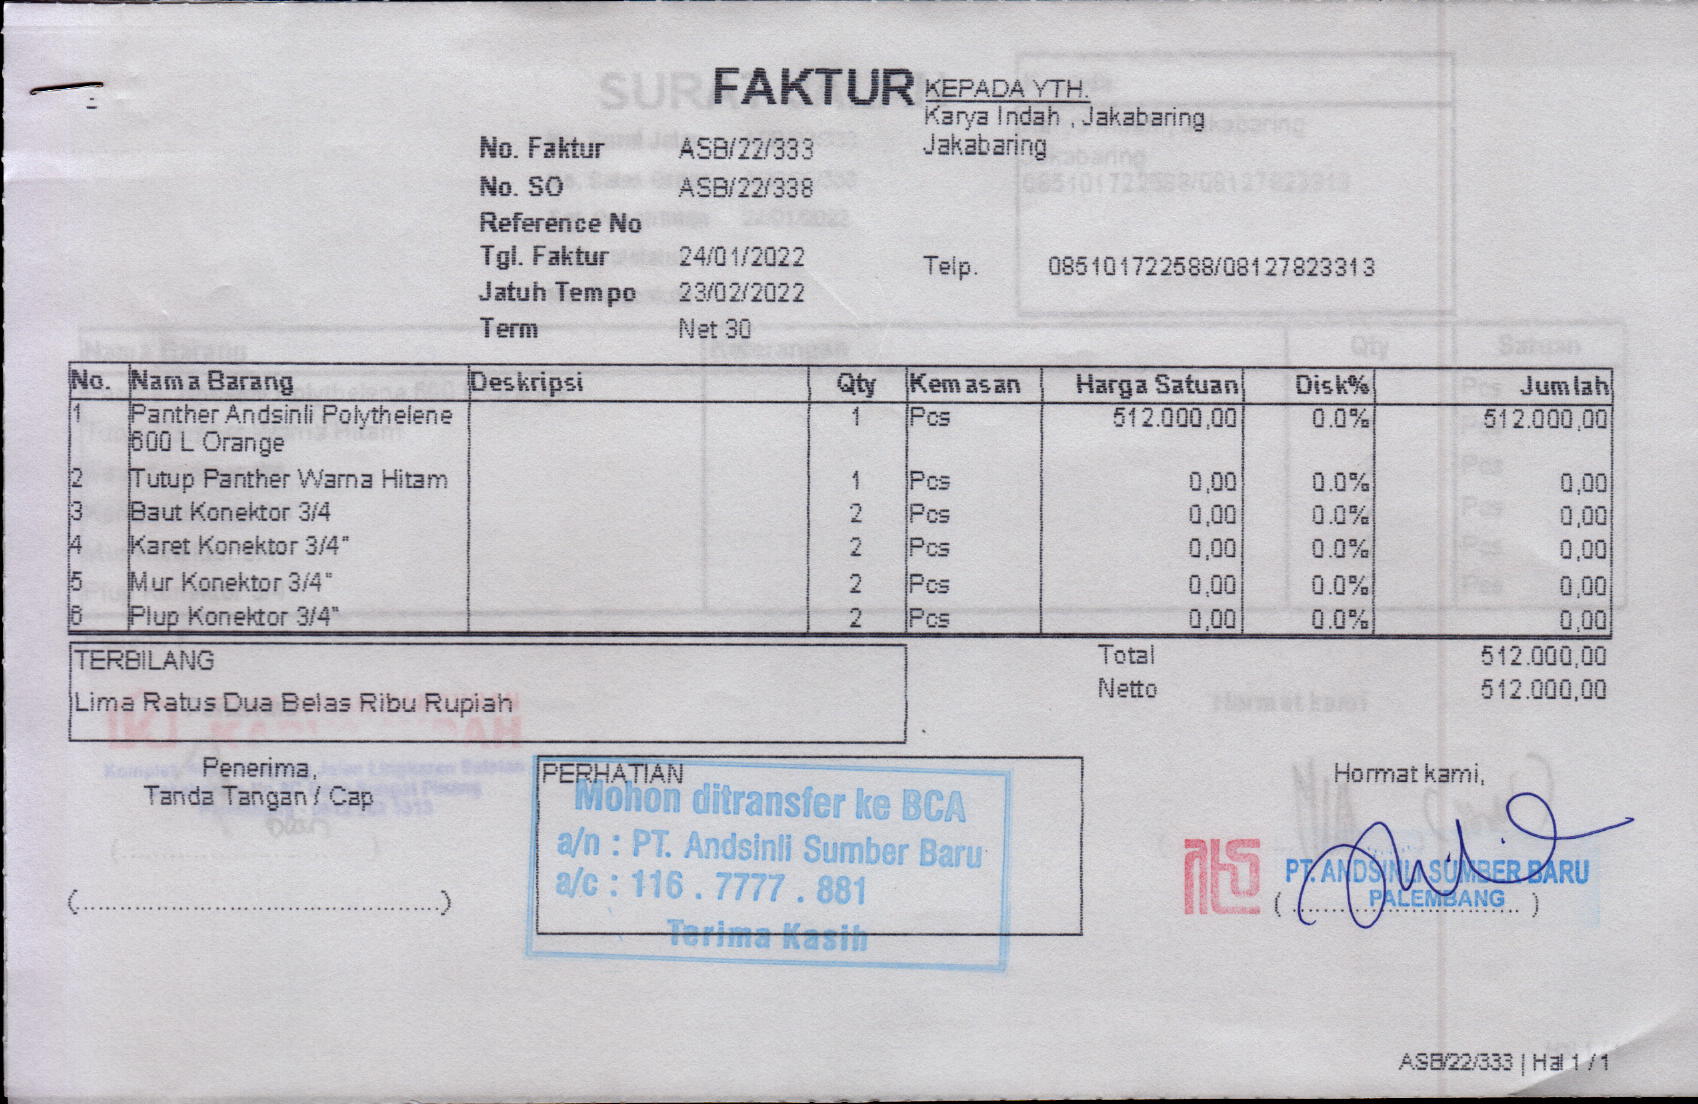 FAKTUR
KEPADA YTH.
Karya Indah , Jakabaring
Jakabaring
No. Faktur ASB/22/333
No. SO ASB/22/338
Reference No
Tgl. Faktur 24/01/2022
Telp. 085101722588/08127823313
Jatuh Tempo 23/02/2022
Term Net 30
No. Nama Barang Deskripsi Qty Kemasan Harga Satuan Disk% Jumlah
1 Panther Andsinli Polythelene 1 Pcs 512.000,00 0.0% 512.000,00
600 L Orange
2 Tutup Panther Warna Hitam 1 Pcs 0,00 0.0% 0,00
3 Baut Konektor 3/4 2 Pcs 0,00 0.0% 0,00
4 Karet Konektor 3/4" 2 Pcs 0,00 0.0% 0,00
5 Mur Konektor 3/4" 2 Pcs 0,00 0.0% 0,00
6 Plup Konektor 3/4" 2 Pcs 0,00 0.0% 0,00
TERBILANG
Lima Ratus Dua Belas Ribu Rupiah
Total 512.000,00
Netto 512.000,00
Penerima,
Tanda Tangan / Cap
(................................................)
PERHATIAN
Mohon ditransfer ke BCA
a/n : PT. Andsinli Sumber Baru
a/c : 116 . 7777 . 881
Terima Kasih
Hormat kami,
PT. ANDSINLI SUMBER BARU
PALEMBANG
ASB/22/333 | Hal 1 / 1